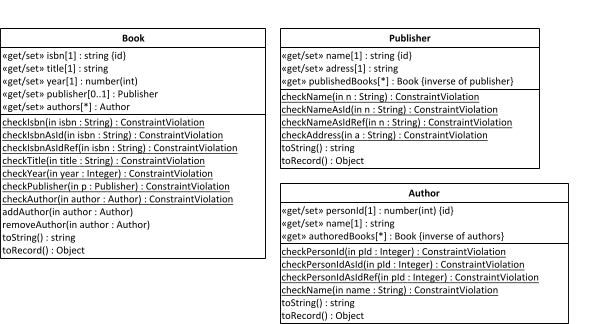 Book
«get/set» isbn[1] : string {id}
«get/set» title[1] : string
«get/set» year[1] : number(int)
«get/set» publisher[0..1] : Publisher
«get/set» authors[*] : Author
checkIsbn(in isbn : String) : ConstraintViolation
checkIsbnAsId(in isbn : String) : ConstraintViolation
checkIsbnAsIdRef(in isbn : String) : ConstraintViolation
checkTitle(in title : String) : ConstraintViolation
checkYear(in year : Integer) : ConstraintViolation
checkPublisher(in p : Publisher) : ConstraintViolation
checkAuthor(in author : Author) : ConstraintViolation
addAuthor(in author : Author)
removeAuthor(in author : Author)
toString() : string
toRecord() : Object
Publisher
«get/set» name[1] : string {id}
«get/set» adress[1] : string
«get/set» publishedBooks[*] : Book {inverse of publisher}
checkName(in n : String) : ConstraintViolation
checkNameAsId(in n : String) : ConstraintViolation
checkNameAsIdRef(in n : String) : ConstraintViolation
checkAddress(in a : String) : ConstraintViolation
toString() : string
toRecord() : Object
Author
«get/set» personId[1] : number(int) {id}
«get/set» name[1] : string
«get/set» authoredBooks[*] : Book {inverse of authors}
checkPersonId(in pId : Integer) : ConstraintViolation
checkPersonIdAsId(in pId : Integer) : ConstraintViolation
checkPersonIdAsIdRef(in pId : Integer) : ConstraintViolation
checkName(in name : String) : ConstraintViolation
toString() : string
toRecord() : Object